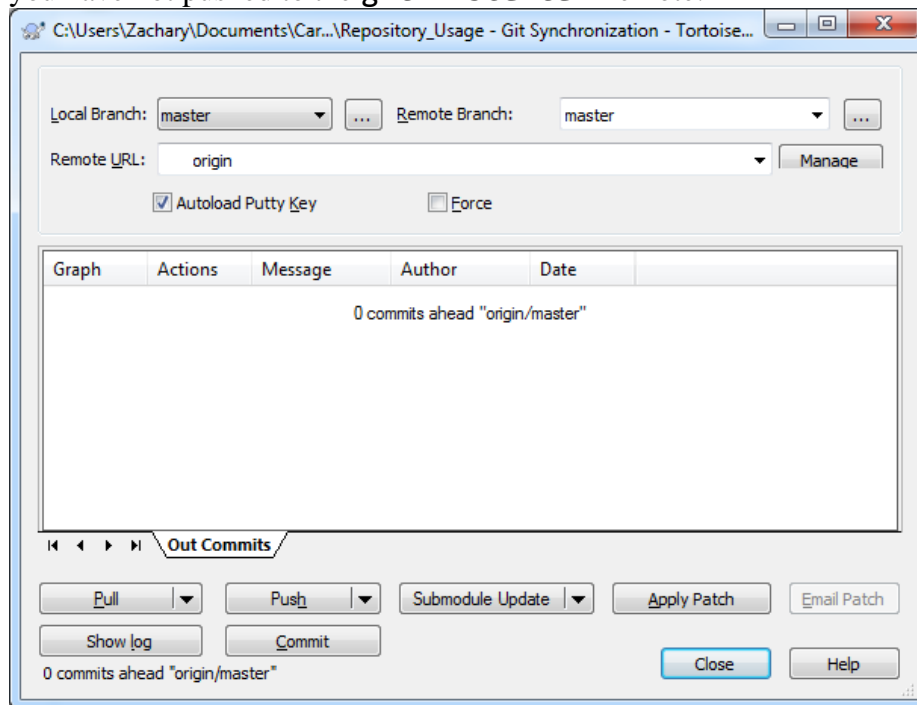 C:\Users\Zachary\Documents\Car...\Repository_Usage - Git Synchronization - Tortoise...
Local Branch: master ... Remote Branch: master ...
Remote URL: origin Manage
Autoload Putty Key Force
Graph Actions Message Author Date
0 commits ahead "origin/master"
Out Commits
Pull Push Submodule Update Apply Patch Email Patch
Show log Commit
Close Help
0 commits ahead "origin/master"